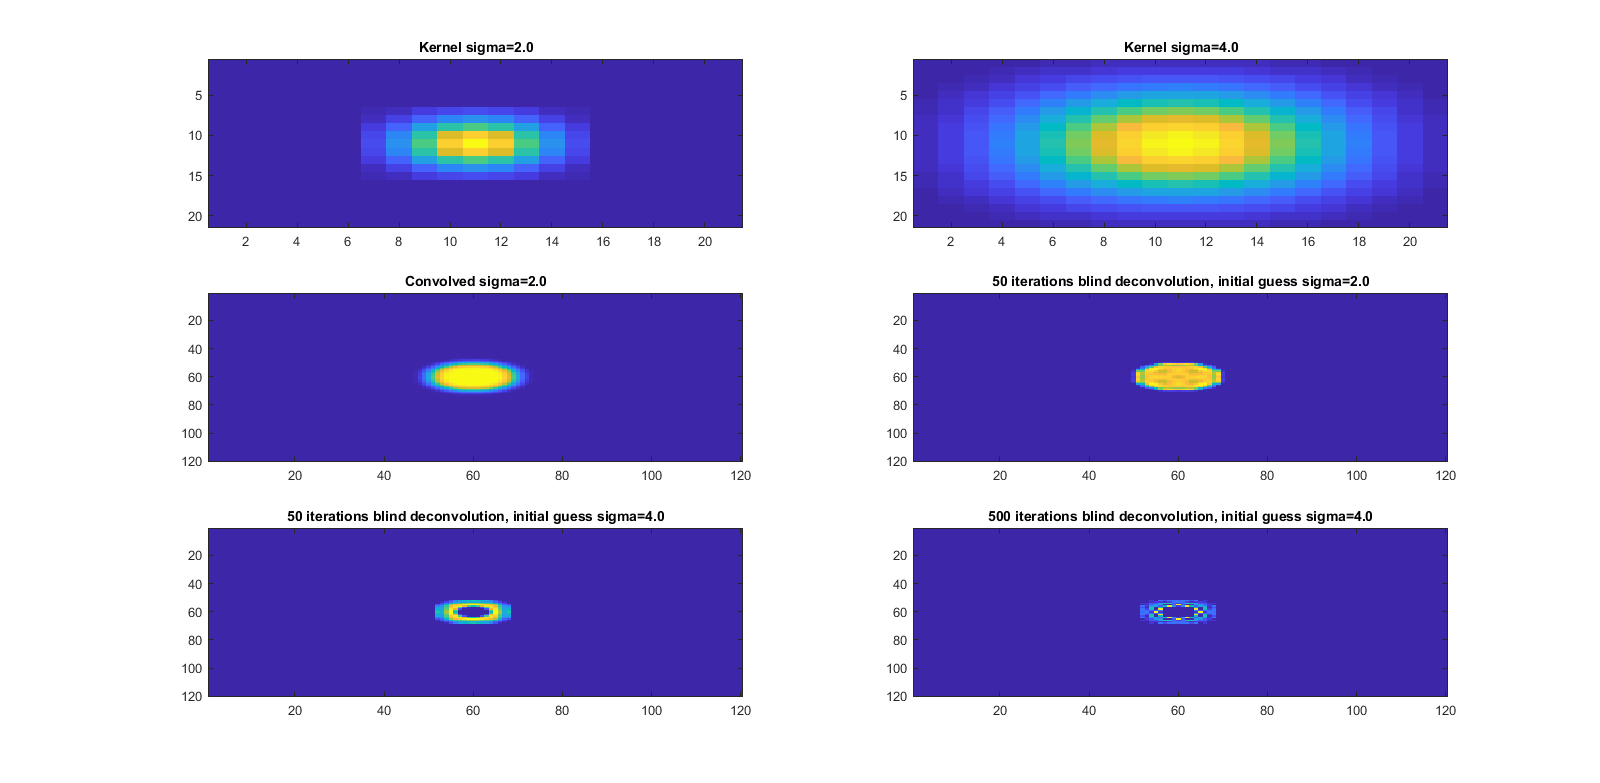 Kernel sigma=2.0
5
10
15
20
2 4 6 8 10 12 14 16 18 20
Kernel sigma=4.0
5
10
15
20
2 4 6 8 10 12 14 16 18 20
Convolved sigma=2.0
20
40
60
80
100
120
20 40 60 80 100 120
50 iterations blind deconvolution, initial guess sigma=2.0
20
40
60
80
100
120
20 40 60 80 100 120
50 iterations blind deconvolution, initial guess sigma=4.0
20
40
60
80
100
120
20 40 60 80 100 120
500 iterations blind deconvolution, initial guess sigma=4.0
20
40
60
80
100
120
20 40 60 80 100 120